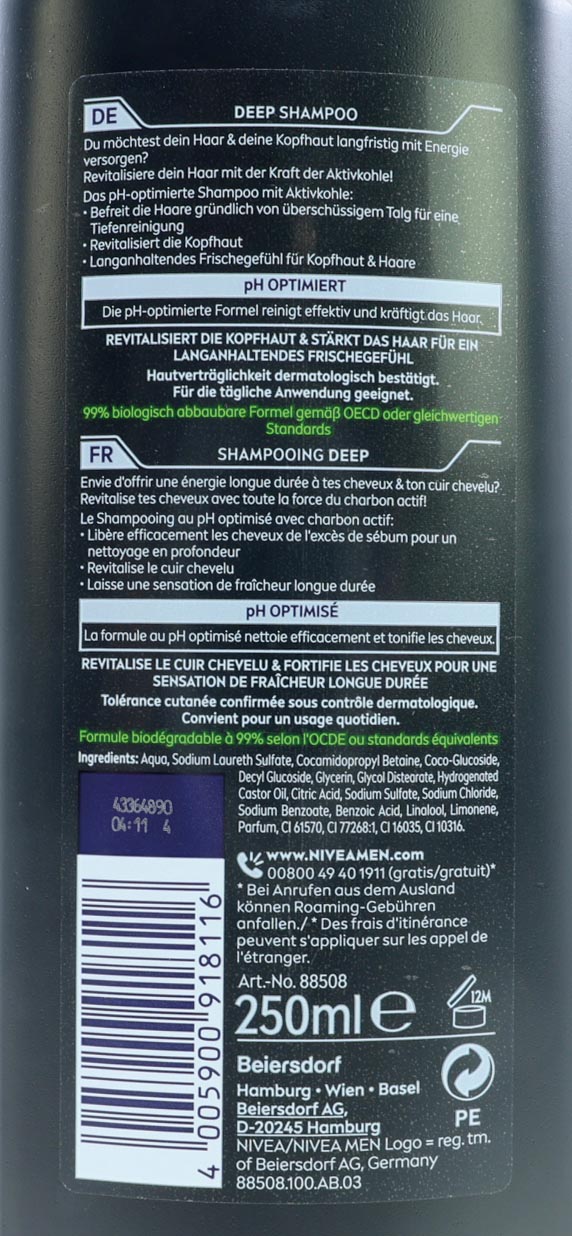 DE DEEP SHAMPOO
Du möchtest dein Haar & deine Kopfhaut langfristig mit Energie
versorgen?
Revitalisiere dein Haar mit der Kraft der Aktivkohle!
Das pH-optimierte Shampoo mit Aktivkohle:
• Befreit die Haare gründlich von überschüssigem Talg für eine
Tiefenreinigung
• Revitalisiert die Kopfhaut
• Langanhaltendes Frischegefühl für Kopfhaut & Haare
pH OPTIMIERT
Die pH-optimierte Formel reinigt effektiv und kräftigt das Haar.
REVITALISIERT DIE KOPFHAUT & STÄRKT DAS HAAR FÜR EIN
LANGANHALTENDES FRISCHEGEFÜHL
Hautverträglichkeit dermatologisch bestätigt.
Für die tägliche Anwendung geeignet.
99% biologisch abbaubare Formel gemäß OECD oder gleichwertigen
Standards
FR SHAMPOOING DEEP
Envie d'offrir une énergie longue durée à tes cheveux & ton cuir chevelu?
Revitalise tes cheveux avec toute la force du charbon actif!
Le Shampooing au pH optimisé avec charbon actif:
• Libère efficacement les cheveux de l'excès de sébum pour un
nettoyage en profondeur
• Revitalise le cuir chevelu
• Laisse une sensation de fraîcheur longue durée
pH OPTIMISÉ
La formule au pH optimisé nettoie efficacement et tonifie les cheveux.
REVITALISE LE CUIR CHEVELU & FORTIFIE LES CHEVEUX POUR UNE
SENSATION DE FRAÎCHEUR LONGUE DURÉE
Tolérance cutanée confirmée sous contrôle dermatologique.
Convient pour un usage quotidien.
Formule biodégradable à 99% selon l'OCDE ou standards équivalents
Ingredients: Aqua, Sodium Laureth Sulfate, Cocamidopropyl Betaine, Coco-Glucoside,
Decyl Glucoside, Glycerin, Glycol Distearate, Hydrogenated
Castor Oil, Citric Acid, Sodium Sulfate, Sodium Chloride,
Sodium Benzoate, Benzoic Acid, Linalool, Limonene,
Parfum, CI 61570, CI 77268:1, CI 16035, CI 10316.
43364890
04:11 4
www.NIVEAMEN.com
00800 49 40 1911 (gratis/gratuit)*
* Bei Anrufen aus dem Ausland
können Roaming-Gebühren
anfallen./ * Des frais d'itinérance
peuvent s'appliquer sur les appel de
l'étranger.
Art.-No. 88508
250ml e
12M
4 005900 918116
Beiersdorf
Hamburg • Wien • Basel
Beiersdorf AG,
D-20245 Hamburg
PE
NIVEA/NIVEA MEN Logo = reg. tm.
of Beiersdorf AG, Germany
88508.100.AB.03